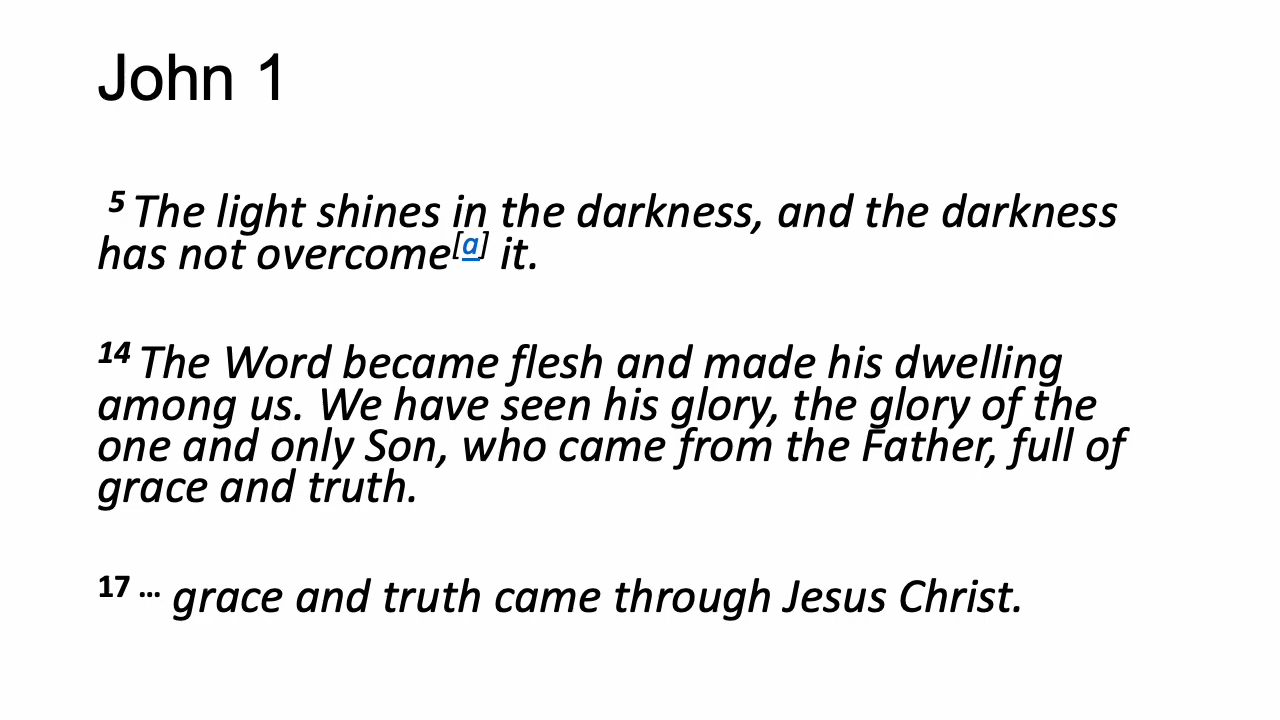 John 1
5 The light shines in the darkness, and the darkness
has not overcome[a] it.
14 The Word became flesh and made his dwelling
among us. We have seen his glory, the glory of the
one and only Son, who came from the Father, full of
grace and truth.
17 … grace and truth came through Jesus Christ.